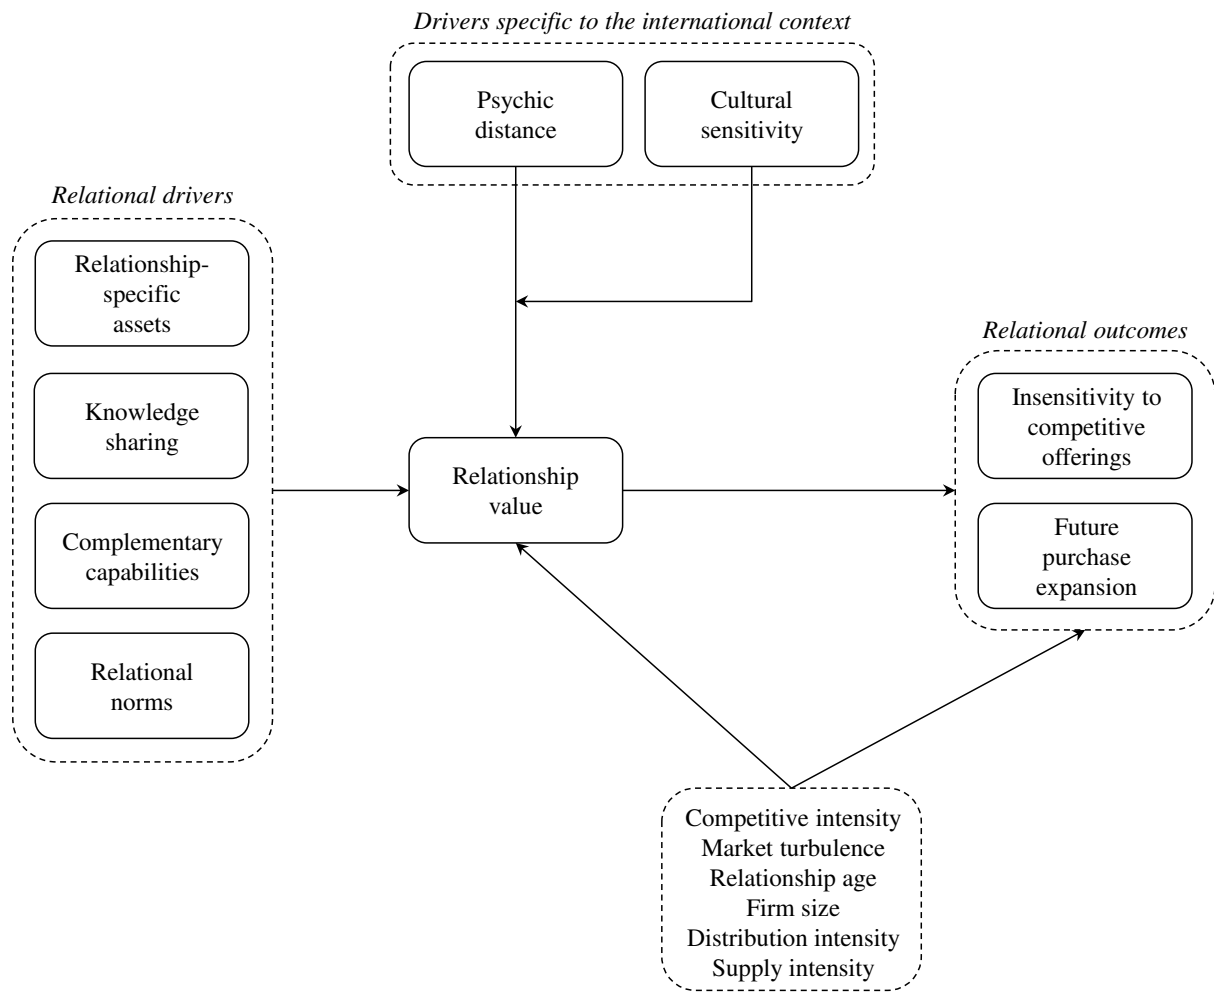 Drivers specific to the international context
Psychic
distance
Cultural
sensitivity
Relational drivers
Relationship-
specific
assets
Knowledge
sharing
Complementary
capabilities
Relational
norms
Relationship
value
Relational outcomes
Insensitivity to
competitive
offerings
Future
purchase
expansion
Competitive intensity
Market turbulence
Relationship age
Firm size
Distribution intensity
Supply intensity